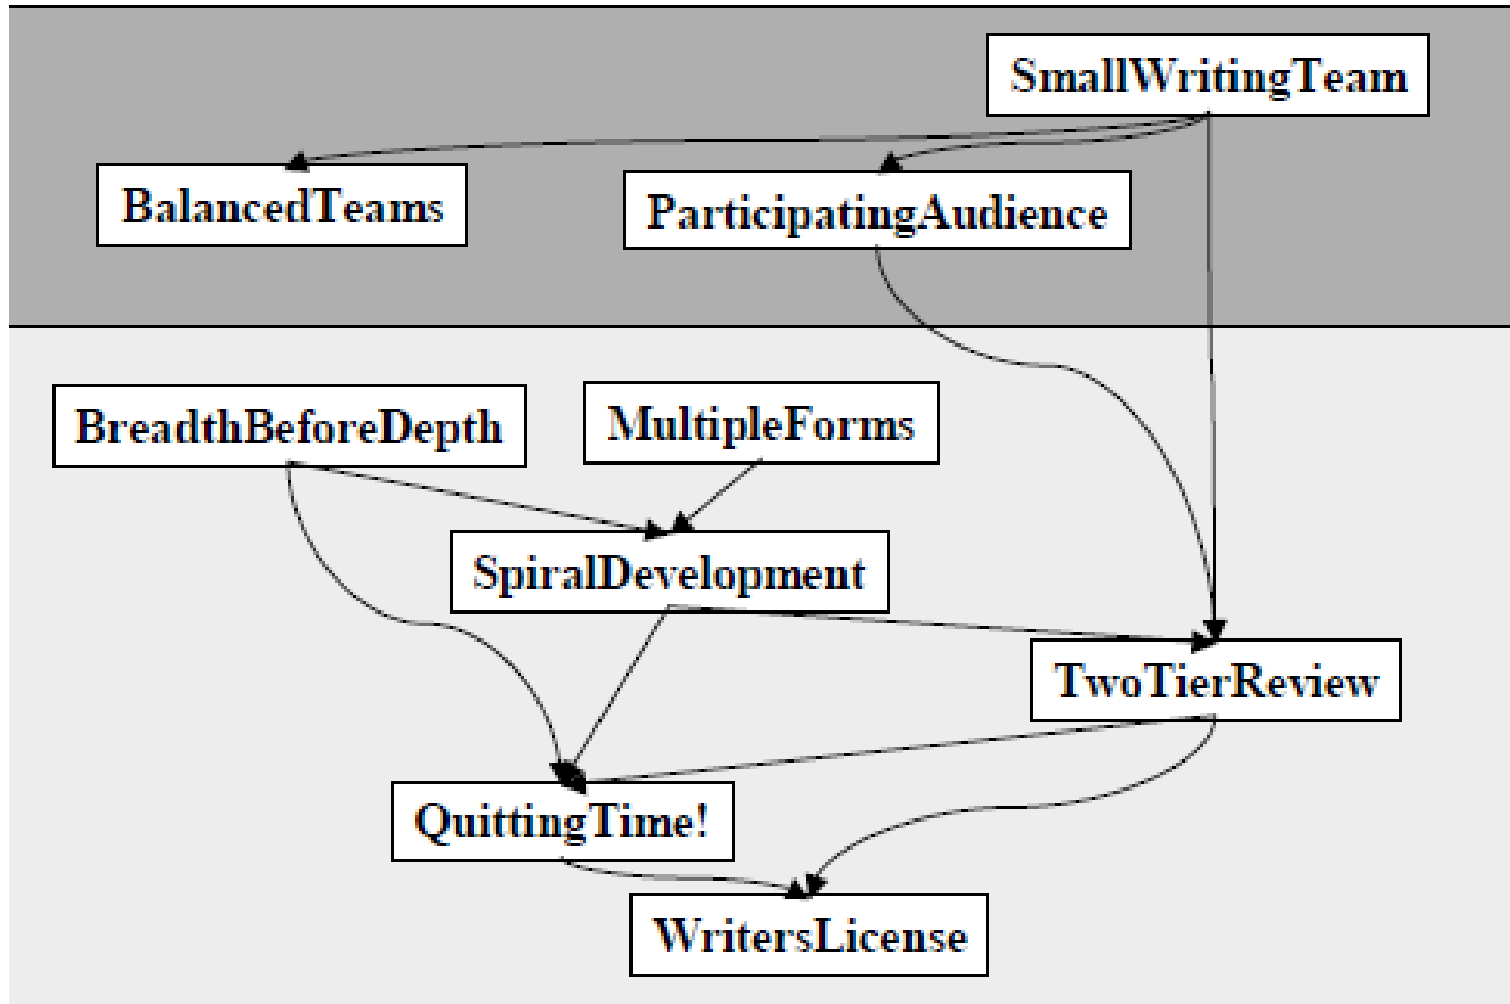 SmallWritingTeam
BalancedTeams
ParticipatingAudience
BreadthBeforeDepth
MultipleForms
SpiralDevelopment
TwoTierReview
QuittingTime!
WritersLicense